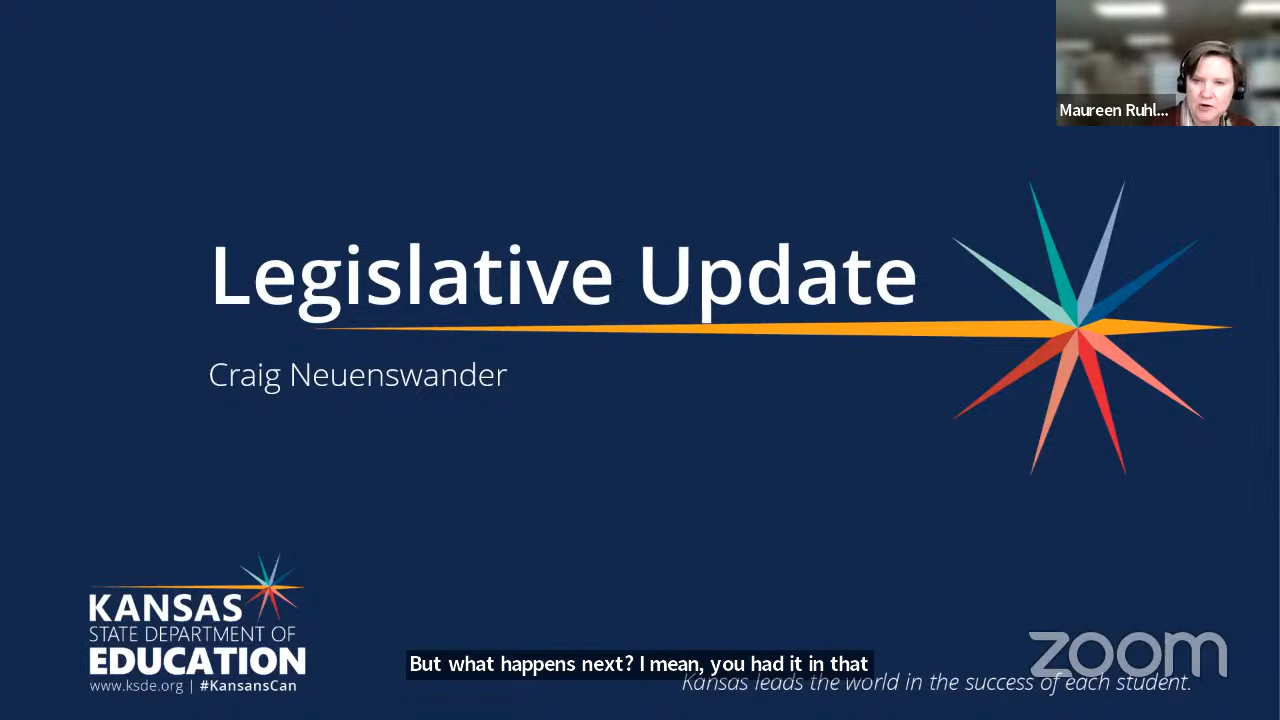 Maureen Ruhl...
Legislative Update
Craig Neuenswander
KANSAS
STATE DEPARTMENT OF
EDUCATION
www.ksde.org | #KansansCan
But what happens next? I mean, you had it in that
Kansas leads the world in the success of each student.
zoom